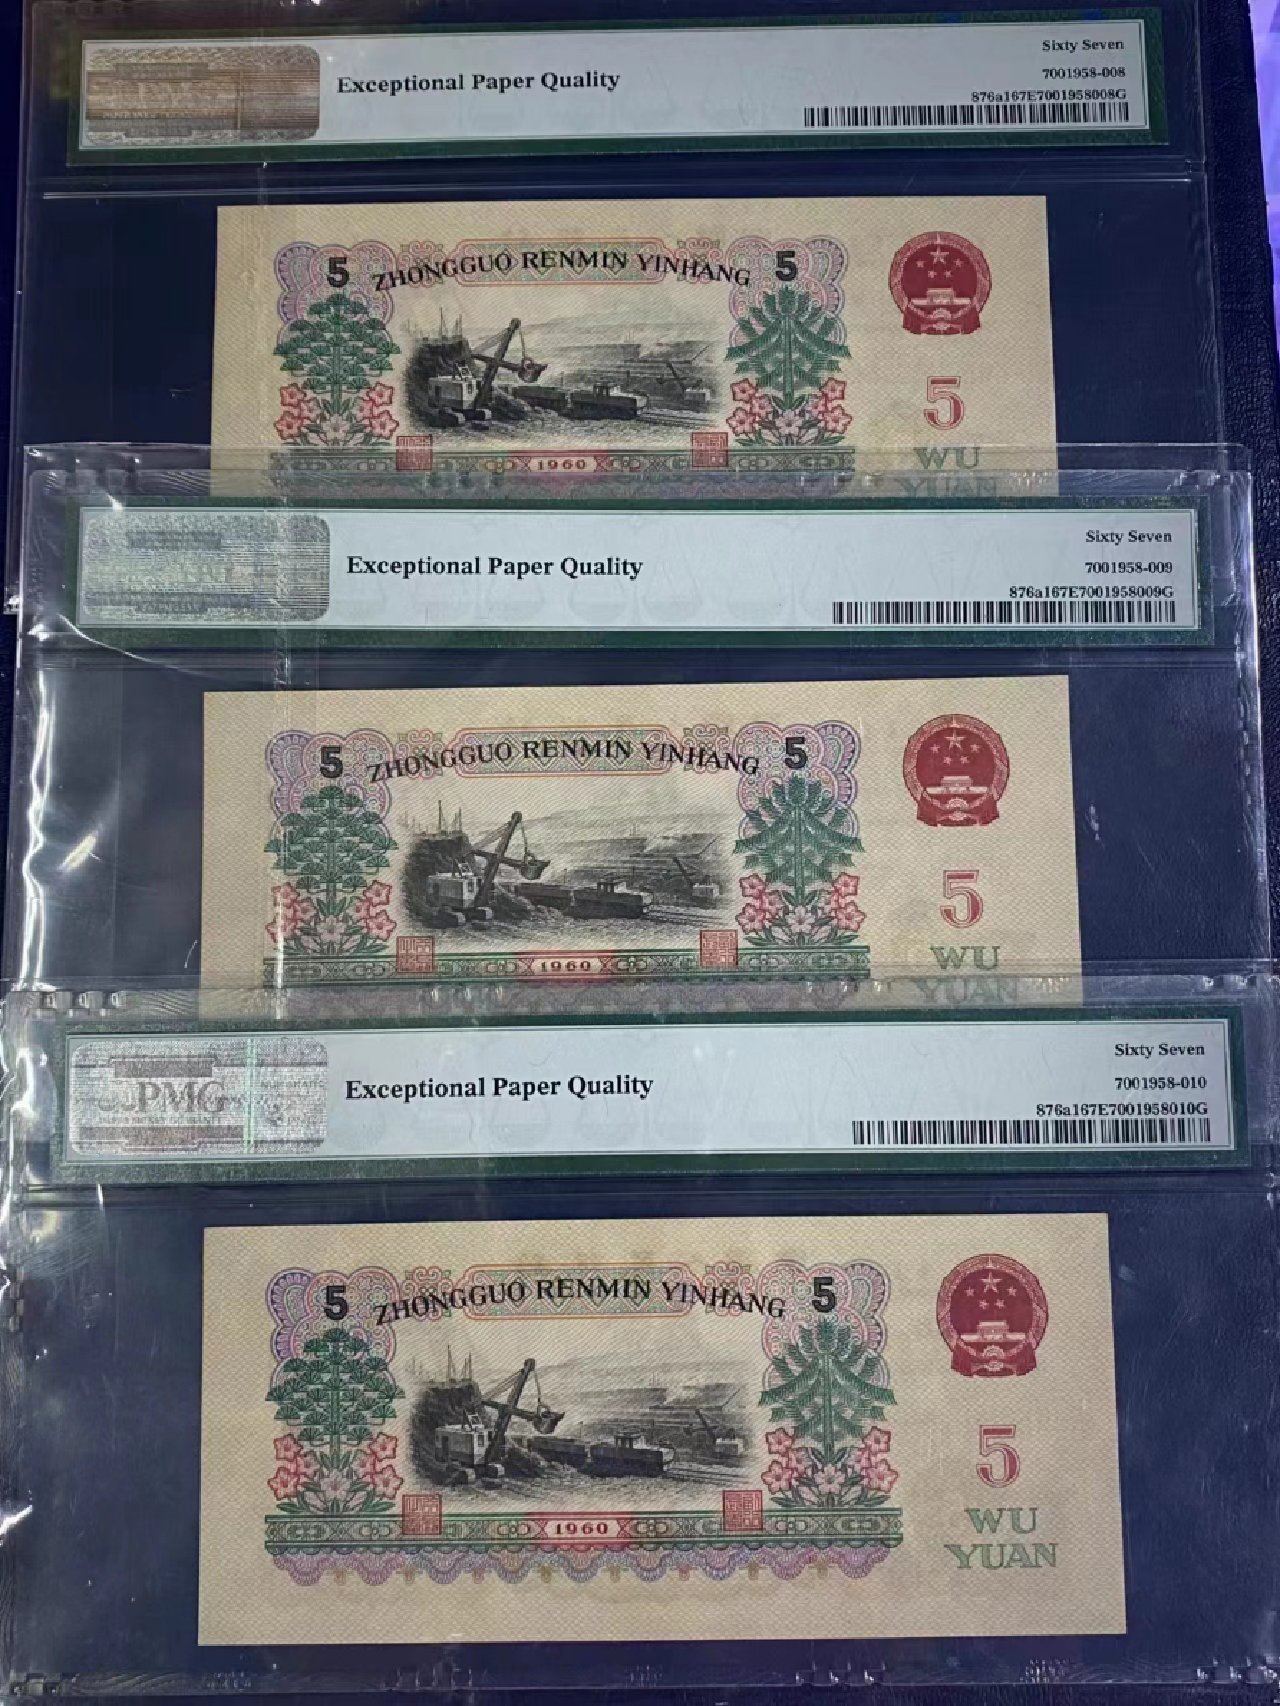 Exceptional Paper Quality
Sixty Seven
7001958-008
876a167E7001958008G
5 ZHONGGUO RENMIN YINHANG 5
5
WU
YUAN
1960
Exceptional Paper Quality
Sixty Seven
7001958-009
876a167E7001958009G
5 ZHONGGUO RENMIN YINHANG 5
5
WU
YUAN
1960
PMG
Exceptional Paper Quality
Sixty Seven
7001958-010
876a167E7001958010G
5 ZHONGGUO RENMIN YINHANG 5
5
WU
YUAN
1960